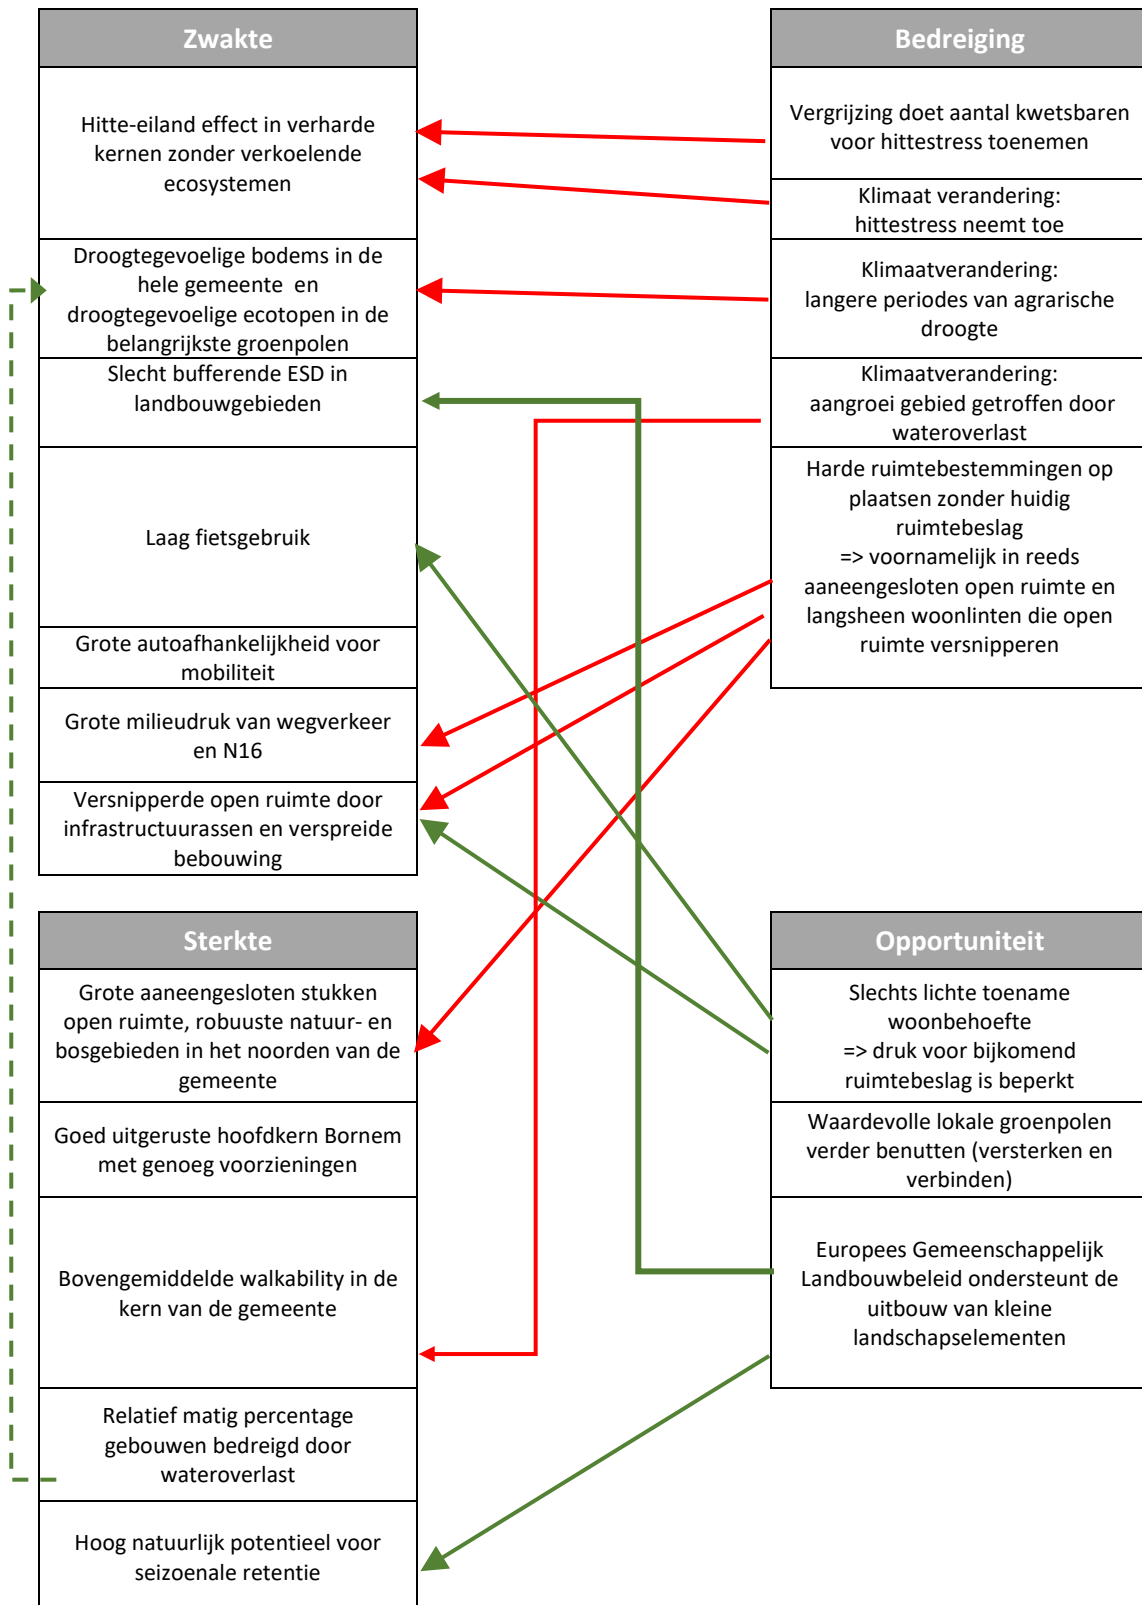 Zwakte
Hitte-eiland effect in verharde
kernen zonder verkoelende
ecosystemen
Droogtegevoelige bodems in de
hele gemeente en
droogtegevoelige ecotopen in de
belangrijkste groenpolen
Slecht bufferende ESD in
landbouwgebieden
Laag fietsgebruik
Grote autoafhankelijkheid voor
mobiliteit
Grote milieudruk van wegverkeer
en N16
Versnipperde open ruimte door
infrastructuurassen en verspreide
bebouwing
Bedreiging
Vergrijzing doet aantal kwetsbaren
voor hittestress toenemen
Klimaat verandering:
hittestress neemt toe
Klimaatverandering:
langere periodes van agrarische
droogte
Klimaatverandering:
aangroei gebied getroffen door
wateroverlast
Harde ruimtebestemmingen op
plaatsen zonder huidig
ruimtebeslag
=> voornamelijk in reeds
aaneengesloten open ruimte en
langsheen woonlinten die open
ruimte versnipperen
Sterkte
Grote aaneengesloten stukken
open ruimte, robuuste natuur- en
bosgebieden in het noorden van de
gemeente
Goed uitgeruste hoofdkern Bornem
met genoeg voorzieningen
Bovengemiddelde walkability in de
kern van de gemeente
Relatief matig percentage
gebouwen bedreigd door
wateroverlast
Hoog natuurlijk potentieel voor
seizoenale retentie
Opportuniteit
Slechts lichte toename
woonbehoefte
=> druk voor bijkomend
ruimtebeslag is beperkt
Waardevolle lokale groenpolen
verder benutten (versterken en
verbinden)
Europees Gemeenschappelijk
Landbouwbeleid ondersteunt de
uitbouw van kleine
landschapselementen